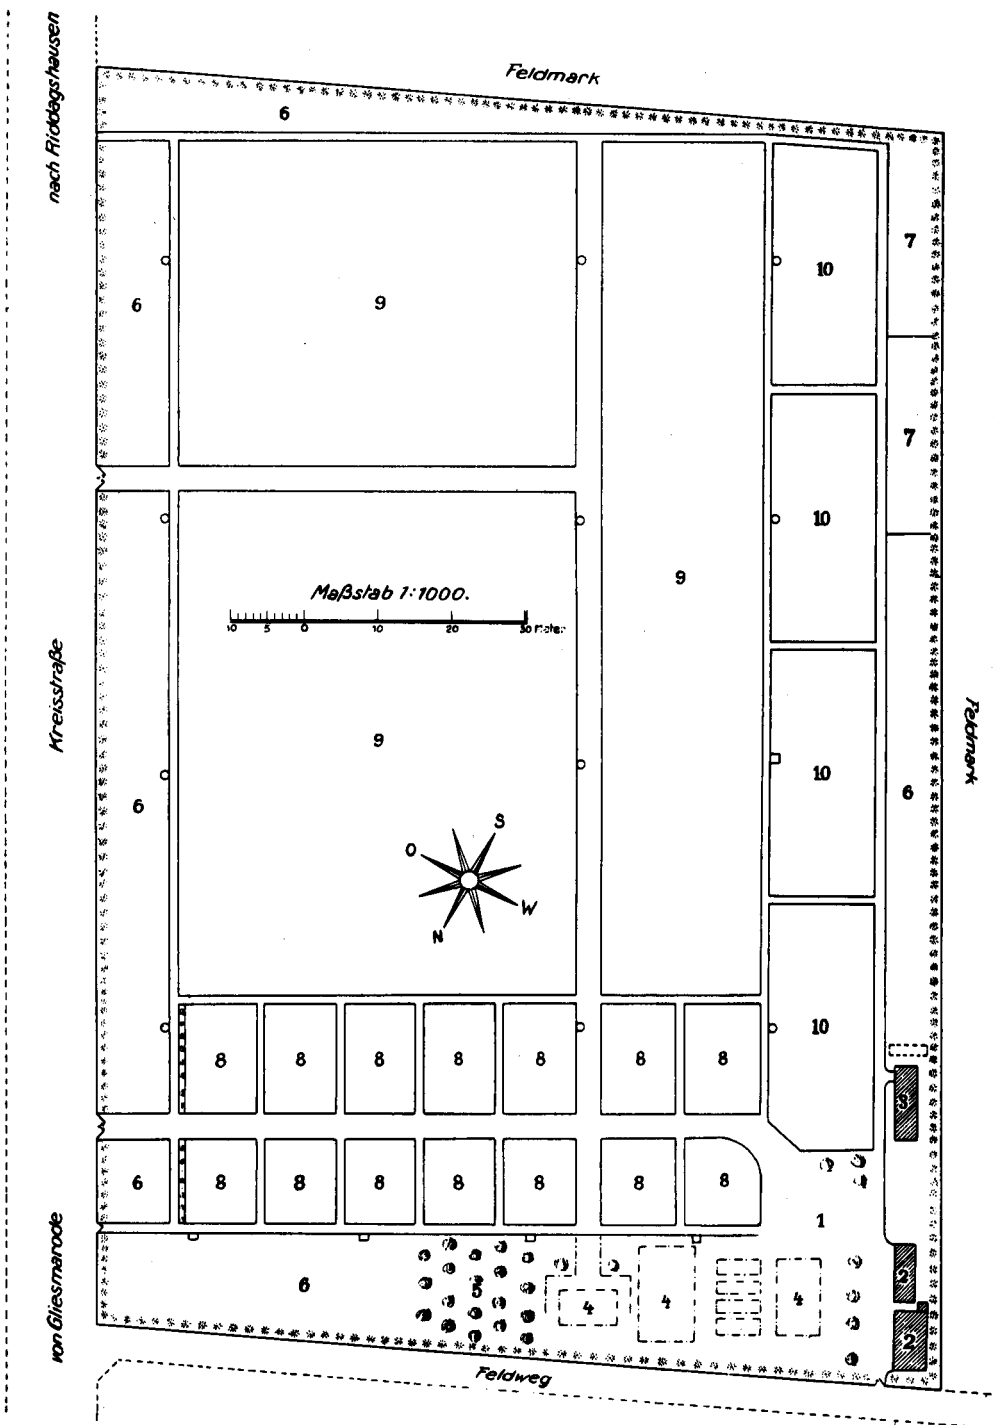 nach Riddagshausen
Feldmark
6
7
6
9
10
7
10
9
Maßstab 1:1000.
10 5 0 10 20 30 Meter
Kreisstraße
Feldmark
9
10
6
6
S
O
W
N
10
8 8 8 8 8 8 8
3
6
8 8 8 8 8 8 8
1
von Gliesmarode
6
5
4
4
4
2
2
Feldweg